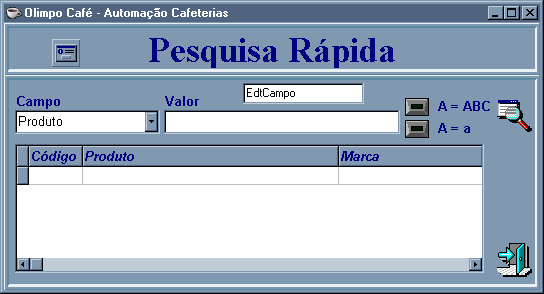 Olimpo Café - Automação Cafeterias
Pesquisa Rápida
EdtCampo
Campo
Valor
A = ABC
Produto
A = a
Código Produto Marca